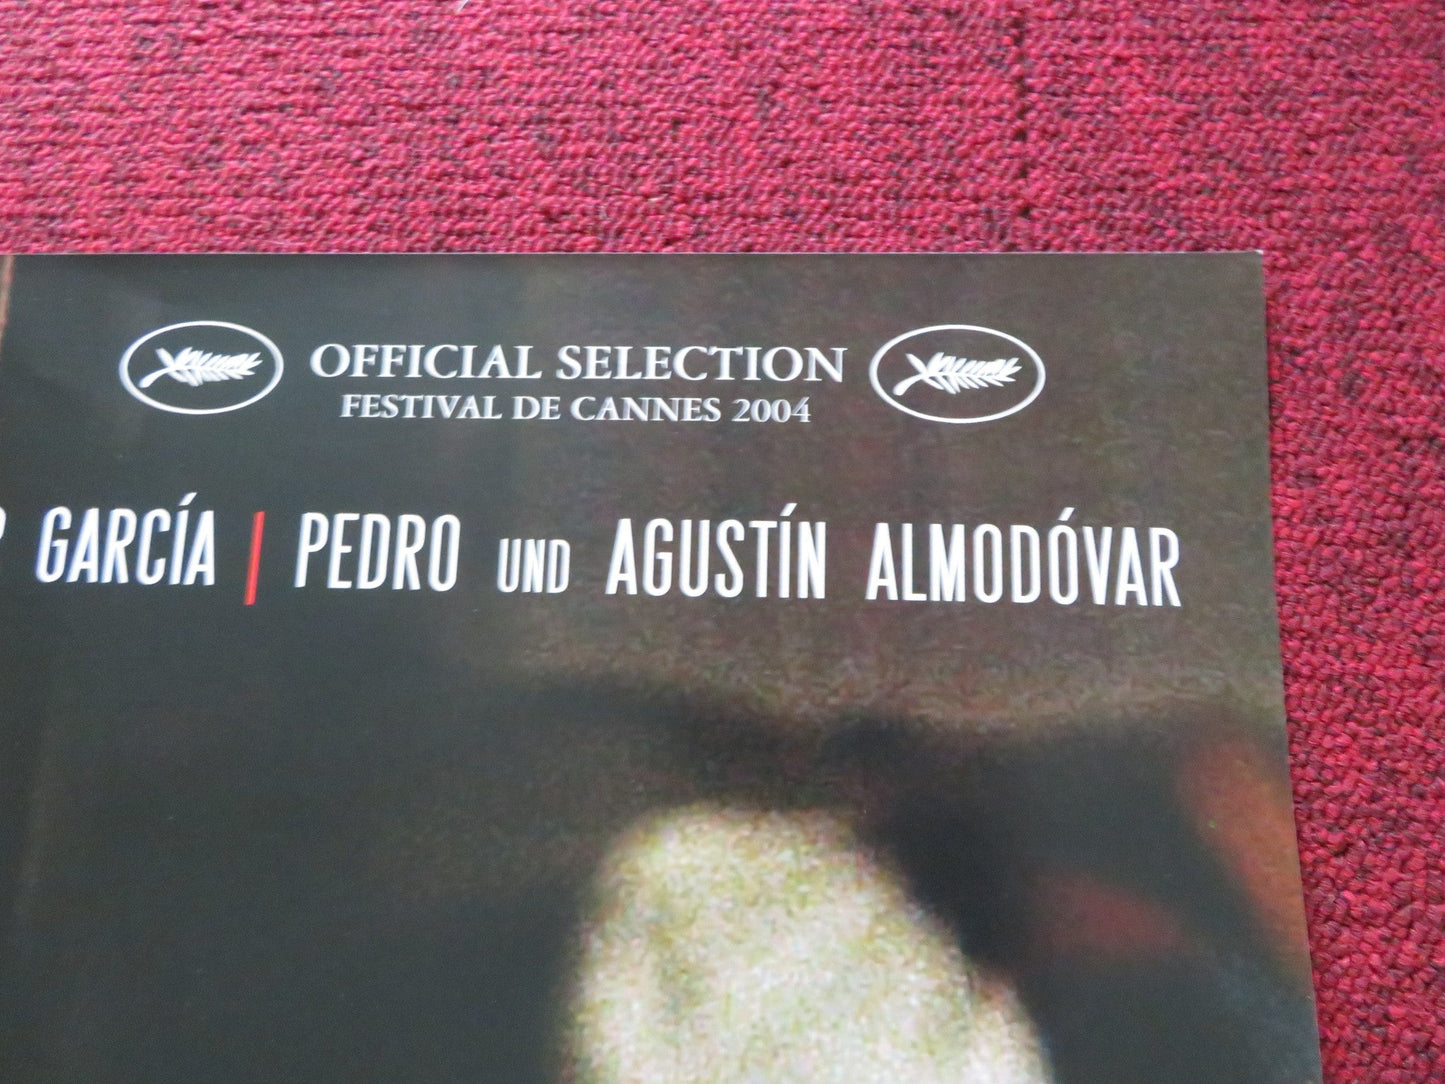 OFFICIAL SELECTION
FESTIVAL DE CANNES 2004
GARCÍA | PEDRO UND AGUSTÍN ALMODÓVAR